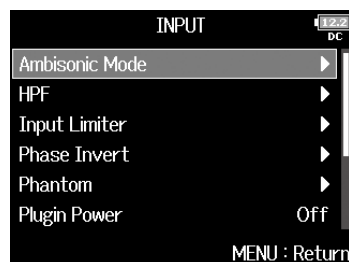 INPUT
12.2
DC
Ambisonic Mode
HPF
Input Limiter
Phase Invert
Phantom
Plugin Power Off
MENU : Return